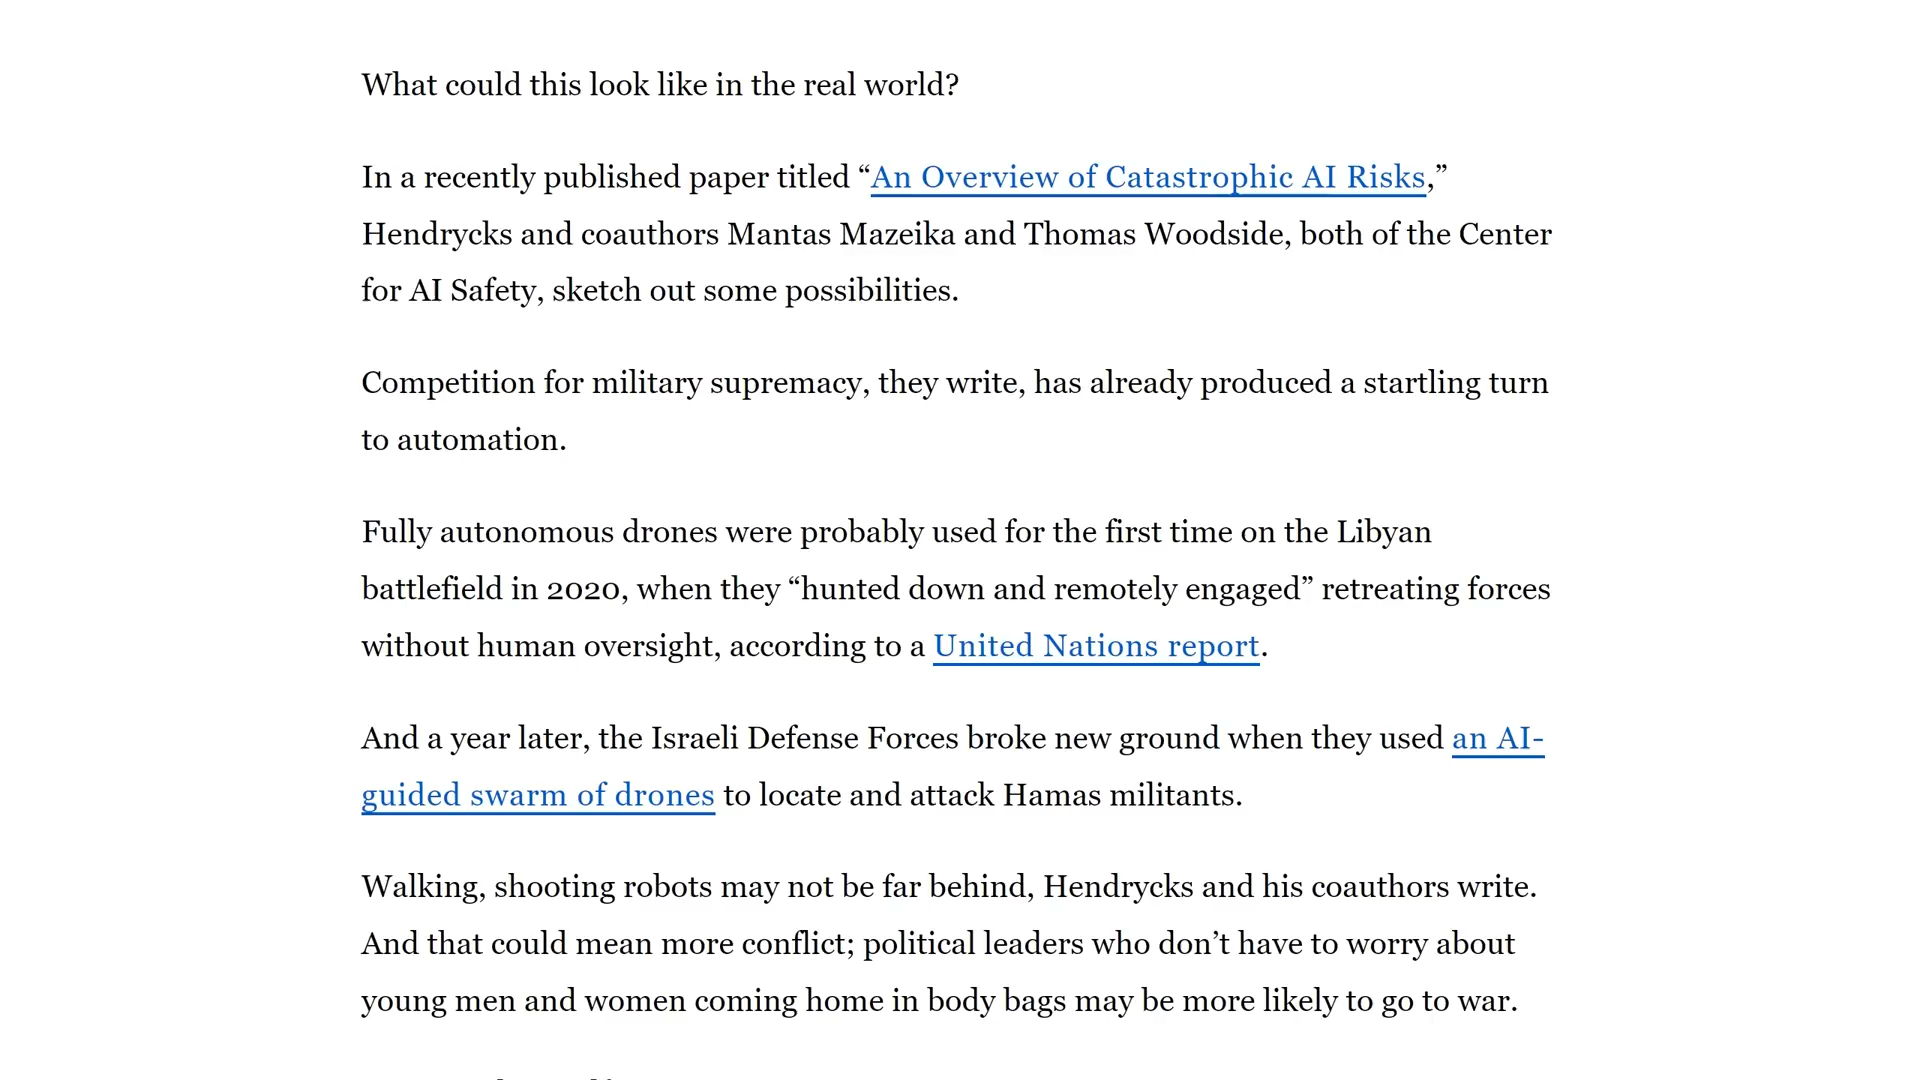 What could this look like in the real world?
In a recently published paper titled “An Overview of Catastrophic AI Risks,”
Hendrycks and coauthors Mantas Mazeika and Thomas Woodside, both of the Center
for AI Safety, sketch out some possibilities.
Competition for military supremacy, they write, has already produced a startling turn
to automation.
Fully autonomous drones were probably used for the first time on the Libyan
battlefield in 2020, when they “hunted down and remotely engaged” retreating forces
without human oversight, according to a United Nations report.
And a year later, the Israeli Defense Forces broke new ground when they used an AI-
guided swarm of drones to locate and attack Hamas militants.
Walking, shooting robots may not be far behind, Hendrycks and his coauthors write.
And that could mean more conflict; political leaders who don’t have to worry about
young men and women coming home in body bags may be more likely to go to war.